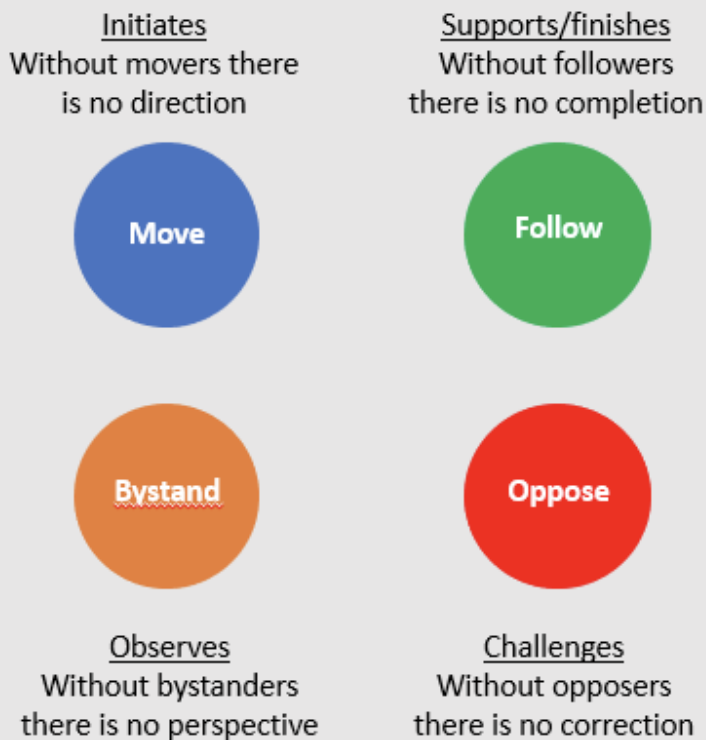 Initiates
Without movers there
is no direction
Supports/finishes
Without followers
there is no completion
Move
Follow
Bystand
Oppose
Observes
Without bystanders
there is no perspective
Challenges
Without opposers
there is no correction